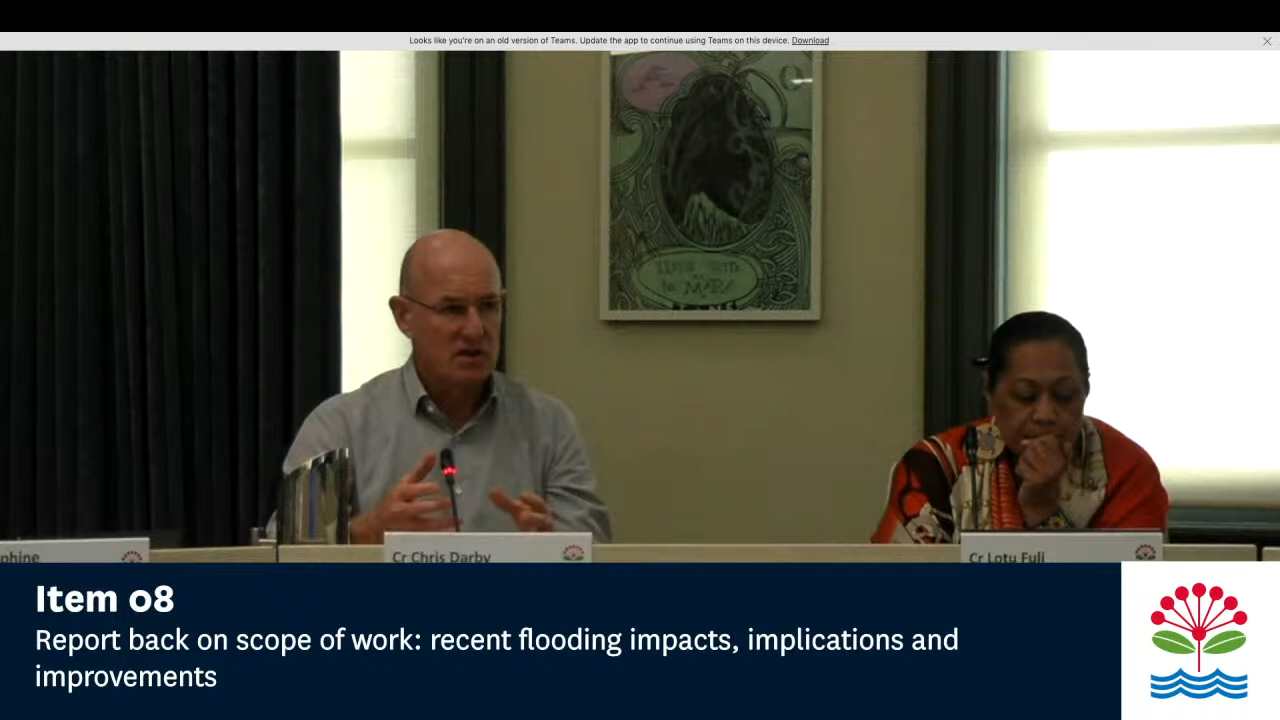 Looks like you're on an old version of Teams. Update the app to continue using Teams on this device. Download
phine
Cr Chris Darby
Cr Lotu Fuli
Item 08
Report back on scope of work: recent flooding impacts, implications and
improvements